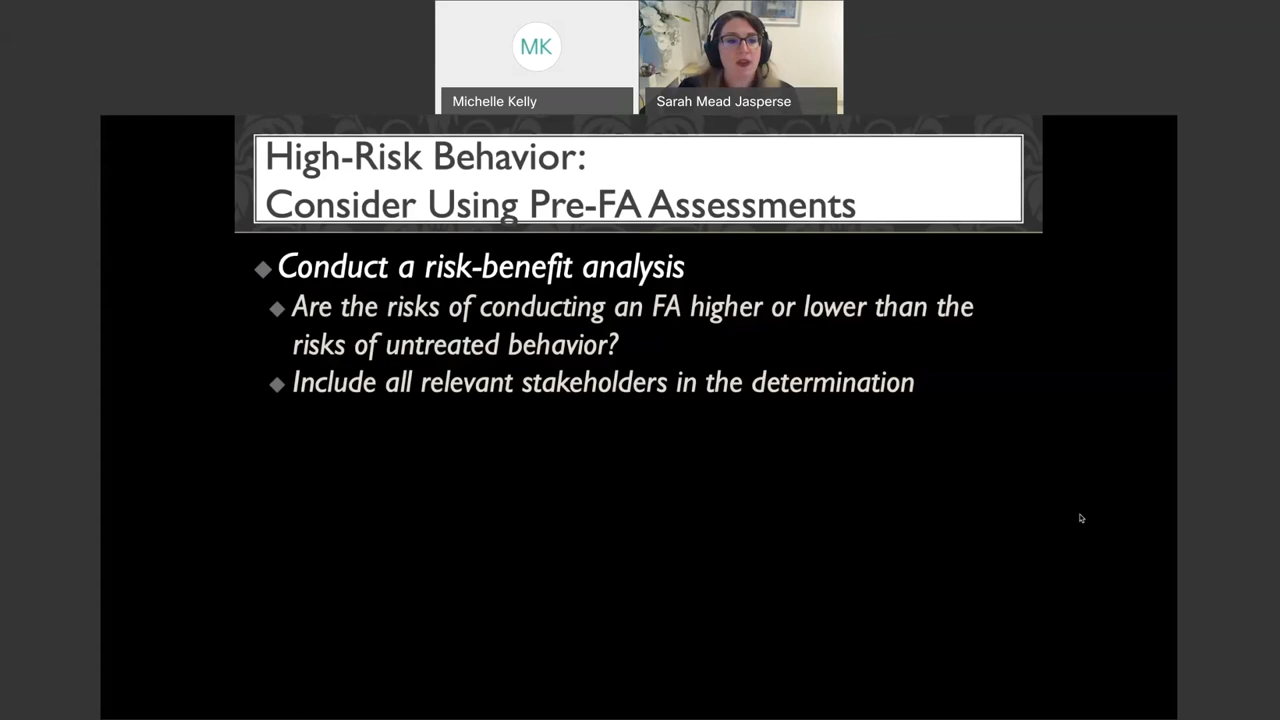 MK
Michelle Kelly
Sarah Mead Jasperse
High-Risk Behavior:
Consider Using Pre-FA Assessments
Conduct a risk-benefit analysis
Are the risks of conducting an FA higher or lower than the
risks of untreated behavior?
Include all relevant stakeholders in the determination